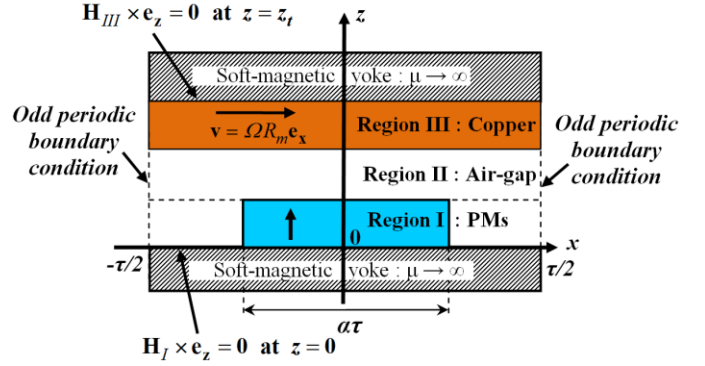 H_III × e_z = 0 at z = z_t
z
Soft-magnetic yoke : μ → ∞
Odd periodic
boundary
condition
v = ΩR_m e_x
Region III : Copper
Odd periodic
boundary
condition
Region II : Air-gap
Region I : PMs
0
x
-τ/2
Soft-magnetic yoke : μ → ∞
τ/2
ατ
H_I × e_z = 0 at z = 0